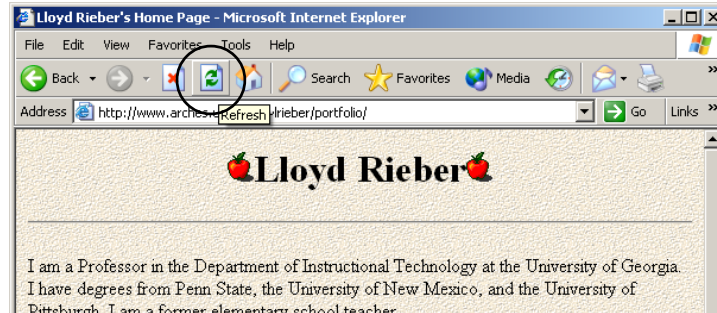 Lloyd Rieber's Home Page - Microsoft Internet Explorer
File Edit View Favorites Tools Help
Back Search Favorites Media »
Address http://www.arches. lrieber/portfolio/ Go Links »
Refresh
Lloyd Rieber
I am a Professor in the Department of Instructional Technology at the University of Georgia.
I have degrees from Penn State, the University of New Mexico, and the University of
Pittsburgh. I am a former elementary school teacher